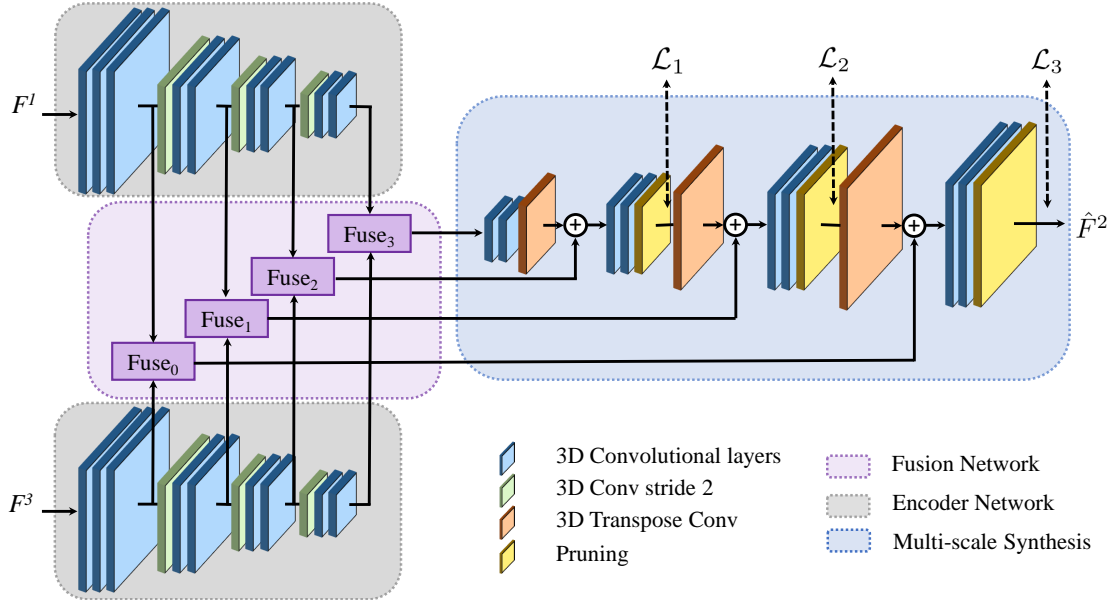 F¹
L₁
L₂
L₃
F̂²
Fuse₃
Fuse₂
Fuse₁
Fuse₀
F³
3D Convolutional layers
3D Conv stride 2
3D Transpose Conv
Pruning
Fusion Network
Encoder Network
Multi-scale Synthesis